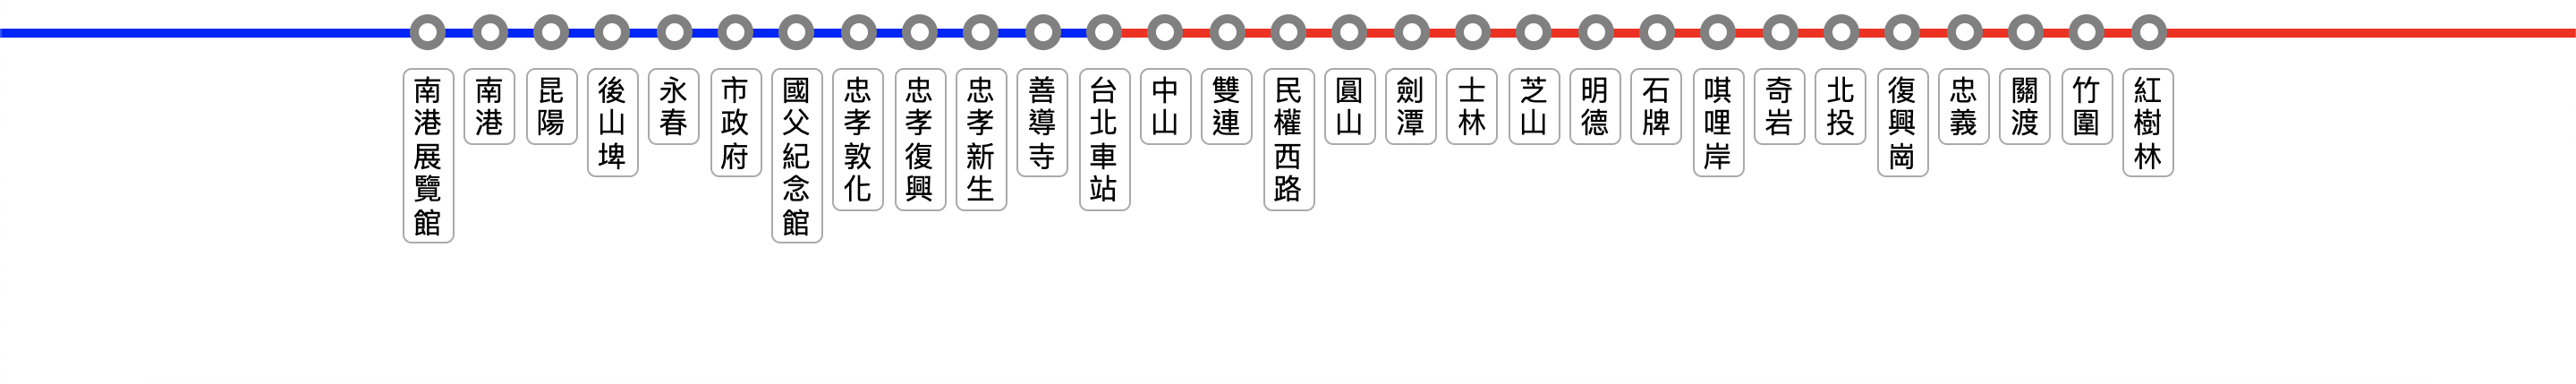 南港展覽館
南港
昆陽
後山埤
永春
市政府
國父紀念館
忠孝敦化
忠孝復興
忠孝新生
善導寺
台北車站
中山
雙連
民權西路
圓山
劍潭
士林
芝山
明德
石牌
唭哩岸
奇岩
北投
復興崗
忠義
關渡
竹圍
紅樹林